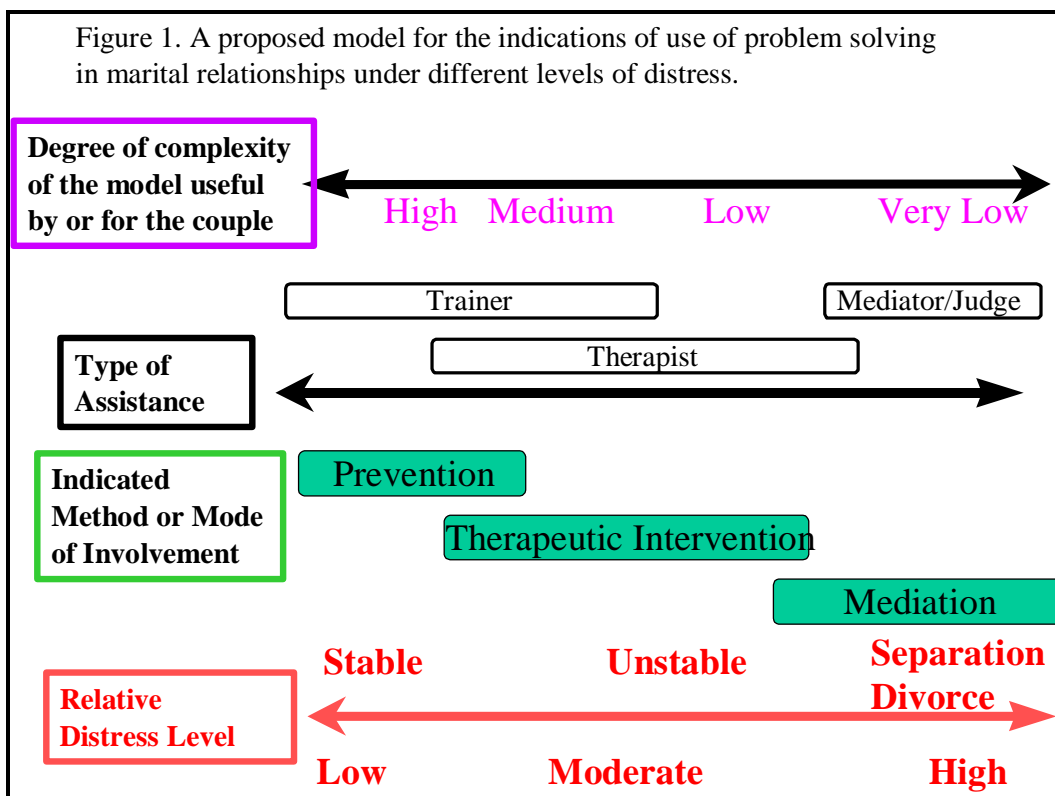 Figure 1. A proposed model for the indications of use of problem solving
in marital relationships under different levels of distress.
Degree of complexity
of the model useful
by or for the couple
High Medium Low Very Low
Trainer Mediator/Judge
Therapist
Type of
Assistance
Prevention
Indicated
Method or Mode
of Involvement
Therapeutic Intervention
Mediation
Stable Unstable Separation
Divorce
Relative
Distress Level
Low Moderate High